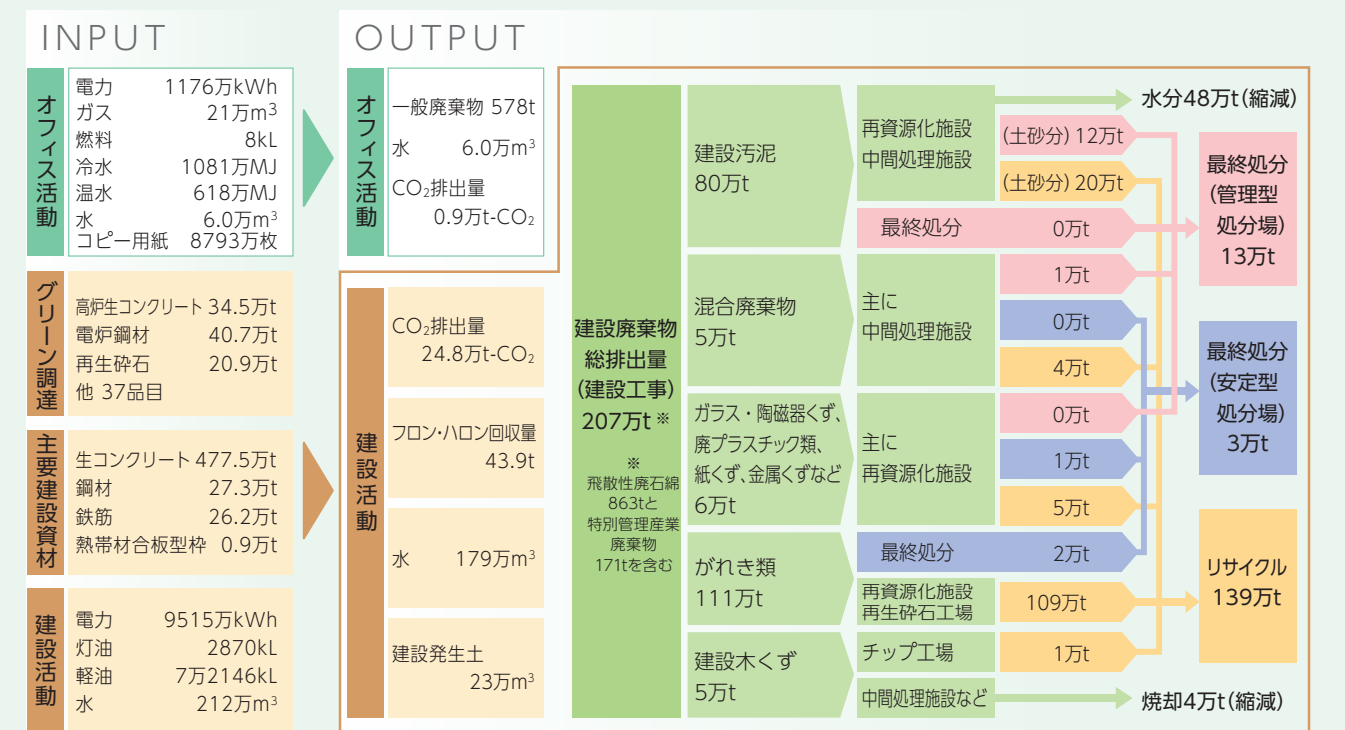 INPUT
オフィス活動
電力 1176万kWh
ガス 21万m³
燃料 8kL
冷水 1081万MJ
温水 618万MJ
水 6.0万m³
コピー用紙 8793万枚
グリーン調達
高炉生コンクリート 34.5万t
電炉鋼材 40.7万t
再生砕石 20.9万t
他 37品目
主要建設資材
生コンクリート 477.5万t
鋼材 27.3万t
鉄筋 26.2万t
熱帯材合板型枠 0.9万t
建設活動
電力 9515万kWh
灯油 2870kL
軽油 7万2146kL
水 212万m³
OUTPUT
オフィス活動
一般廃棄物 578t
水 6.0万m³
CO₂排出量
0.9万t-CO₂
建設活動
CO₂排出量
24.8万t-CO₂
フロン・ハロン回収量
43.9t
水 179万m³
建設発生土
23万m³
建設廃棄物
総排出量
(建設工事)
207万t※
※
飛散性廃石綿
863tと
特別管理産業
廃棄物
171tを含む
建設汚泥
80万t
再資源化施設
中間処理施設
水分48万t(縮減)
(土砂分) 12万t
(土砂分) 20万t
最終処分 0万t
混合廃棄物
5万t
主に
中間処理施設
1万t
0万t
4万t
ガラス・陶磁器くず、
廃プラスチック類、
紙くず、金属くずなど
6万t
主に
再資源化施設
0万t
1万t
5万t
がれき類
111万t
最終処分 2万t
再資源化施設
再生砕石工場
109万t
建設木くず
5万t
チップ工場
1万t
中間処理施設など
焼却4万t(縮減)
最終処分
(管理型
処分場)
13万t
最終処分
(安定型
処分場)
3万t
リサイクル
139万t